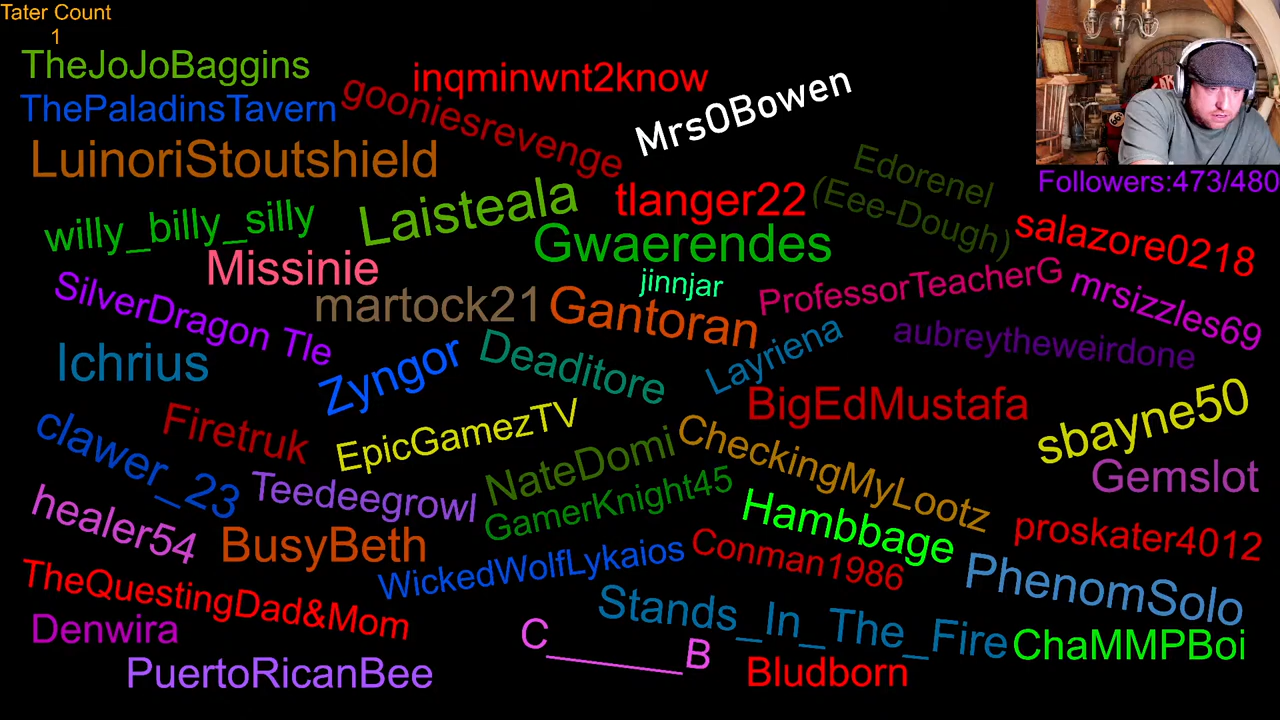 Tater Count
1
TheJoJoBaggins
inqminwnt2know
gooniesrevenge
MrsOBowen
ThePaladinsTavern
LuinoriStoutshield
Edorenel
(Eee-Dough)
Followers:473/480
willy_billy_silly
Laisteala
tlanger22
Gwaerendes
salazore0218
Missinie
jinnjar
ProfessorTeacherG
mrsizzles69
SilverDragon Tle
martock21
Gantoran
Layriena
aubreytheweirdone
Ichrius
Zyngor
Deaditore
BigEdMustafa
sbayne50
clawer_23
Firetruk
EpicGamezTV
NateDomi
CheckingMyLootz
Gemslot
Teedeegrowl
GamerKnight45
Hambbage
proskater4012
healer54
BusyBeth
WickedWolfLykaios
Conman1986
PhenomSolo
TheQuestingDad&Mom
Stands_In_The_Fire
Denwira
C______B
ChaMMPBoi
PuertoRicanBee
Bludborn